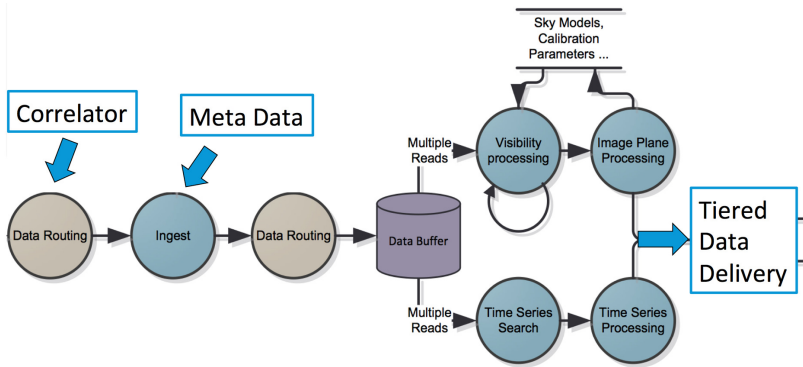 Sky Models,
Calibration
Parameters ...
Correlator
Meta Data
Multiple
Reads
Visibility
processing
Image Plane
Processing
Data Routing
Ingest
Data Routing
Data Buffer
Tiered
Data
Delivery
Multiple
Reads
Time Series
Search
Time Series
Processing